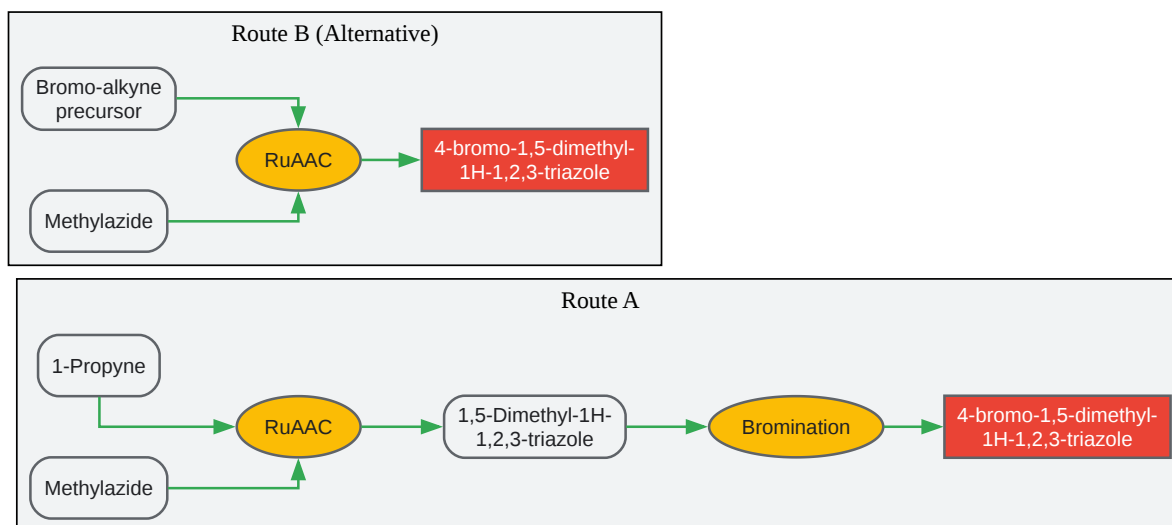 Route B (Alternative)
Bromo-alkyne
precursor
RuAAC
4-bromo-1,5-dimethyl-
1H-1,2,3-triazole
Methylazide
Route A
1-Propyne
RuAAC
1,5-Dimethyl-1H-
1,2,3-triazole
Bromination
4-bromo-1,5-dimethyl-
1H-1,2,3-triazole
Methylazide